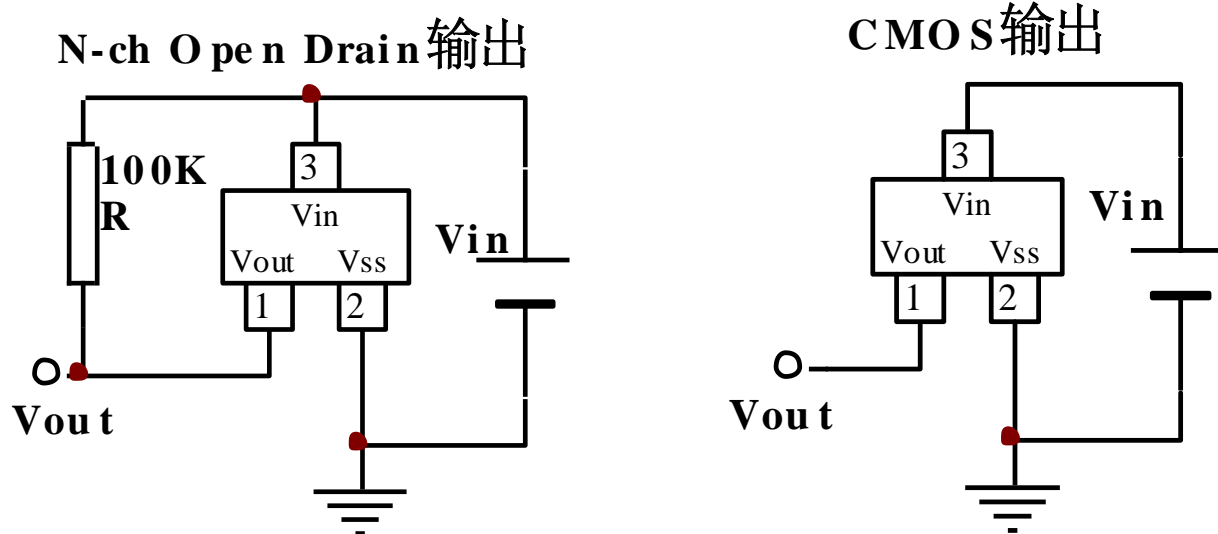 N-ch Open Drain输出
100K
R
3
Vin
Vout Vss
1 2
Vin
Vout
CMOS输出
3
Vin
Vout Vss
1 2
Vin
Vout